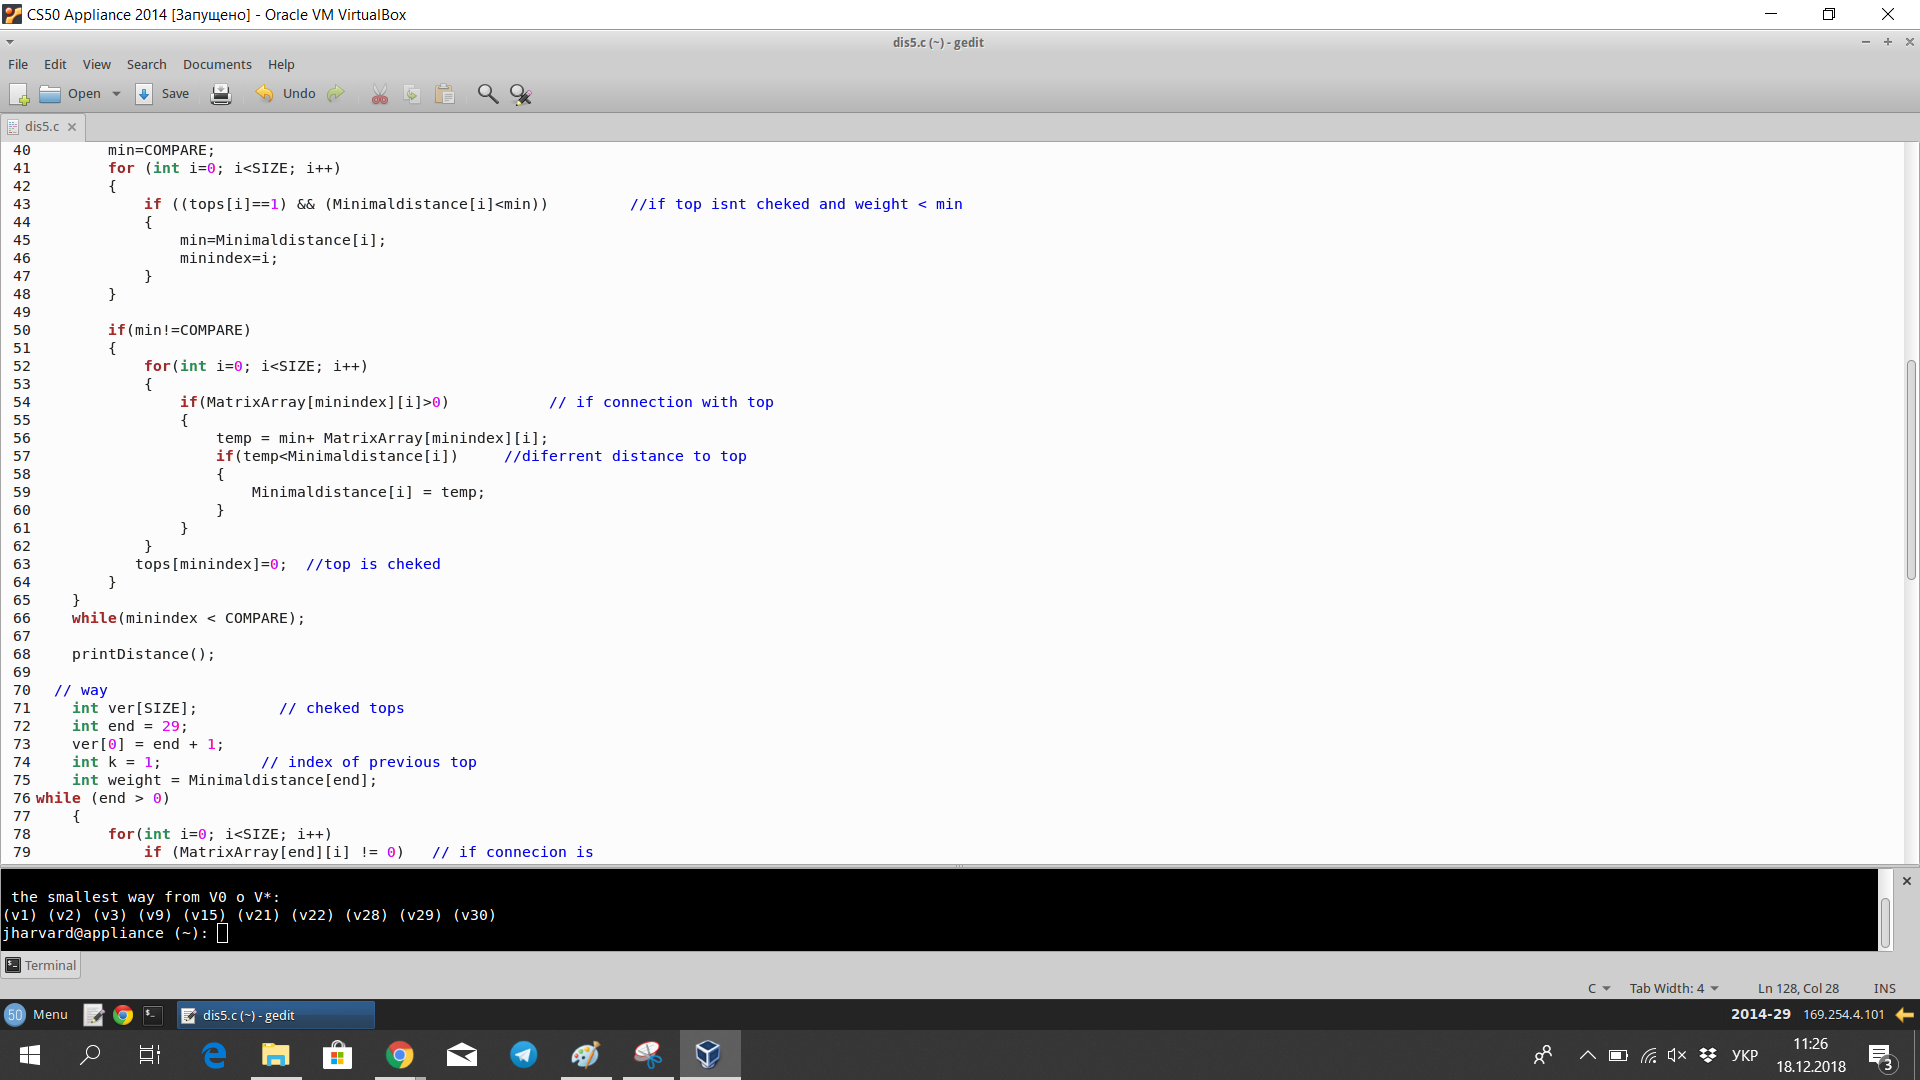 CS50 Appliance 2014 [Запущено] - Oracle VM VirtualBox
dis5.c (~) - gedit
File Edit View Search Documents Help
Open Save Undo
dis5.c
40 min=COMPARE;
41 for (int i=0; i<SIZE; i++)
42 {
43 if ((tops[i]==1) && (Minimaldistance[i]<min)) //if top isnt cheked and weight < min
44 {
45 min=Minimaldistance[i];
46 minindex=i;
47 }
48 }
49
50 if(min!=COMPARE)
51 {
52 for(int i=0; i<SIZE; i++)
53 {
54 if(MatrixArray[minindex][i]>0) // if connection with top
55 {
56 temp = min+ MatrixArray[minindex][i];
57 if(temp<Minimaldistance[i]) //diferrent distance to top
58 {
59 Minimaldistance[i] = temp;
60 }
61 }
62 }
63 tops[minindex]=0; //top is cheked
64 }
65 }
66 while(minindex < COMPARE);
67
68 printDistance();
69
70 // way
71 int ver[SIZE]; // cheked tops
72 int end = 29;
73 ver[0] = end + 1;
74 int k = 1; // index of previous top
75 int weight = Minimaldistance[end];
76 while (end > 0)
77 {
78 for(int i=0; i<SIZE; i++)
79 if (MatrixArray[end][i] != 0) // if connecion is
the smallest way from V0 o V*:
(v1) (v2) (v3) (v9) (v15) (v21) (v22) (v28) (v29) (v30)
jharvard@appliance (~):
Terminal
C Tab Width: 4 Ln 128, Col 28 INS
50 Menu dis5.c (~) - gedit 2014-29 169.254.4.101
УКР 11:26
18.12.2018 3